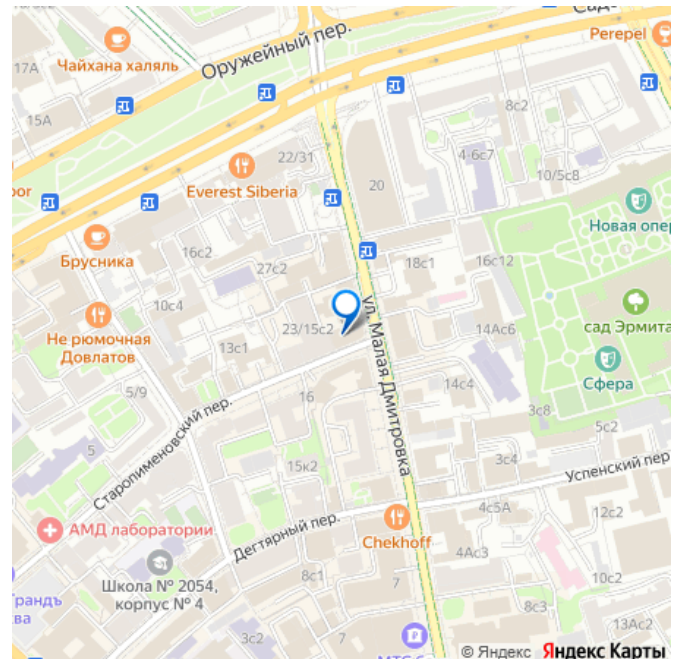 Оружейный пер.
Perepel
Чайхана халяль
17А
8с2
15А
22/31
4-6с7
10/5с8
20
Everest Siberia
Новая опер
Брусника
16с2
27с2
18с1
16с12
10с4
ул. Малая Дмитровка
сад Эрмита
Не рюмочная
Довлатов
13с1
23/15с2
14Ас6
Сфера
5/9
16
14с4
3с8
5с2
Старопименовский пер.
5
15к2
3с4
Успенский пер
АМД лаборатории
Дегтярный пер.
4с5А
12с2
Chekhoff
4Ас3
Школа № 2054,
корпус № 4
8с1
7
10с2
8с3
13Ас2
3с2
7
© Яндекс Яндекс Карты